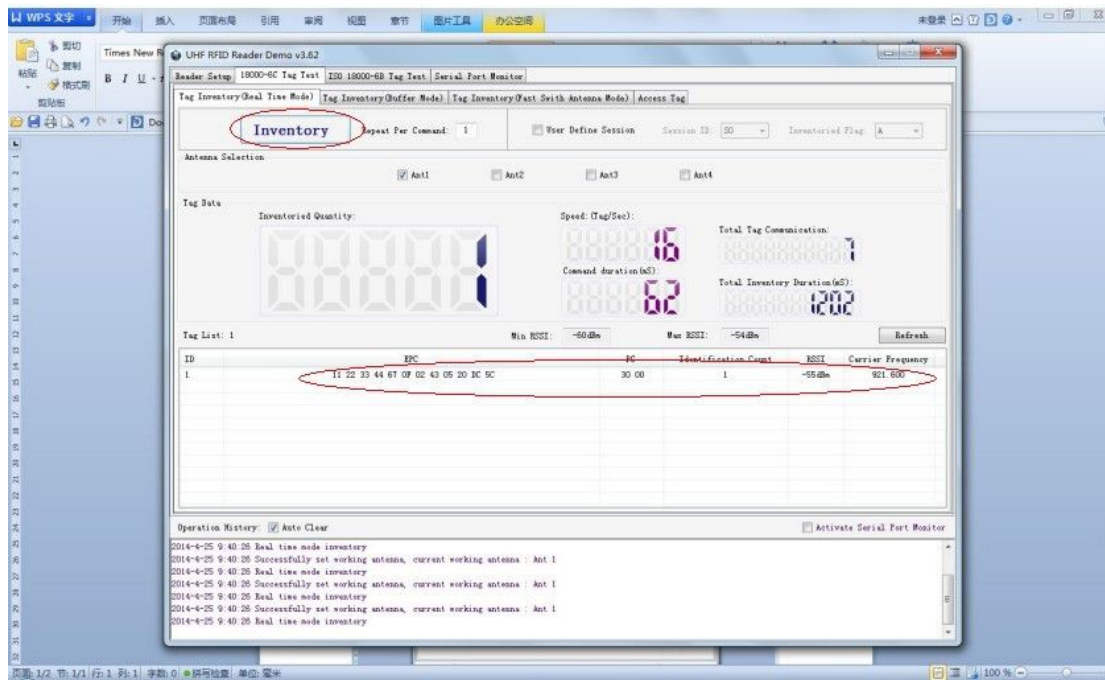 WPS 文字
开始 插入 页面布局 引用 审阅 视图 章节 图片工具 办公空间
未登录
剪切
复制
粘贴
格式刷
剪贴板
Times New R
B I U
UHF RFID Reader Demo v3.62
Reader Setup 18000-6C Tag Test ISO 18000-6B Tag Test Serial Port Monitor
Tag Inventory(Real Time Mode) Tag Inventory(Buffer Mode) Tag Inventory(Fast Swith Antenna Mode) Access Tag
Inventory Repeat Per Command: 1 User Define Session Session ID: S0 Inventoried Flag: A
Antenna Selection
Ant1 Ant2 Ant3 Ant4
Tag Data
Inventoried Quantity: Speed: (Tag/Sec): Total Tag Communication:
1 16 7
Command duration(mS): Total Inventory Duration(mS):
62 1202
Tag List: 1 Min RSSI: -60dBm Max RSSI: -54dBm Refresh
ID EPC PC Identification Count RSSI Carrier Frequency
1 11 22 33 44 67 0F 02 43 05 20 DC 5C 30 00 1 -55dBm 921.600
Operation History: Auto Clear Activate Serial Port Monitor
2014-4-25 9:40:26 Real time mode inventory
2014-4-25 9:40:26 Successfully set working antenna, current working antenna : Ant 1
2014-4-25 9:40:26 Real time mode inventory
2014-4-25 9:40:26 Successfully set working antenna, current working antenna : Ant 1
2014-4-25 9:40:26 Real time mode inventory
2014-4-25 9:40:26 Successfully set working antenna, current working antenna : Ant 1
2014-4-25 9:40:26 Real time mode inventory
页面: 1/2 节: 1/1 行: 1 列: 1 字数: 0 拼写检查 单位: 毫米 100 %